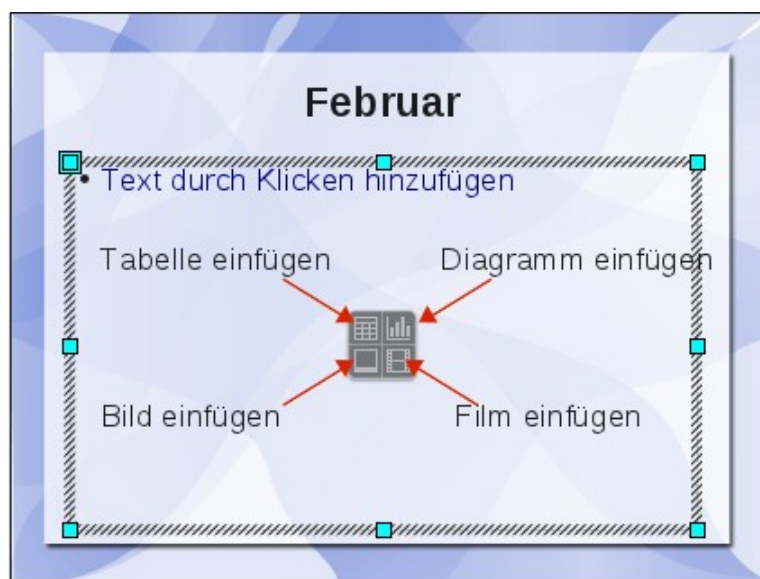 Februar
• Text durch Klicken hinzufügen
Tabelle einfügen
Diagramm einfügen
Bild einfügen
Film einfügen